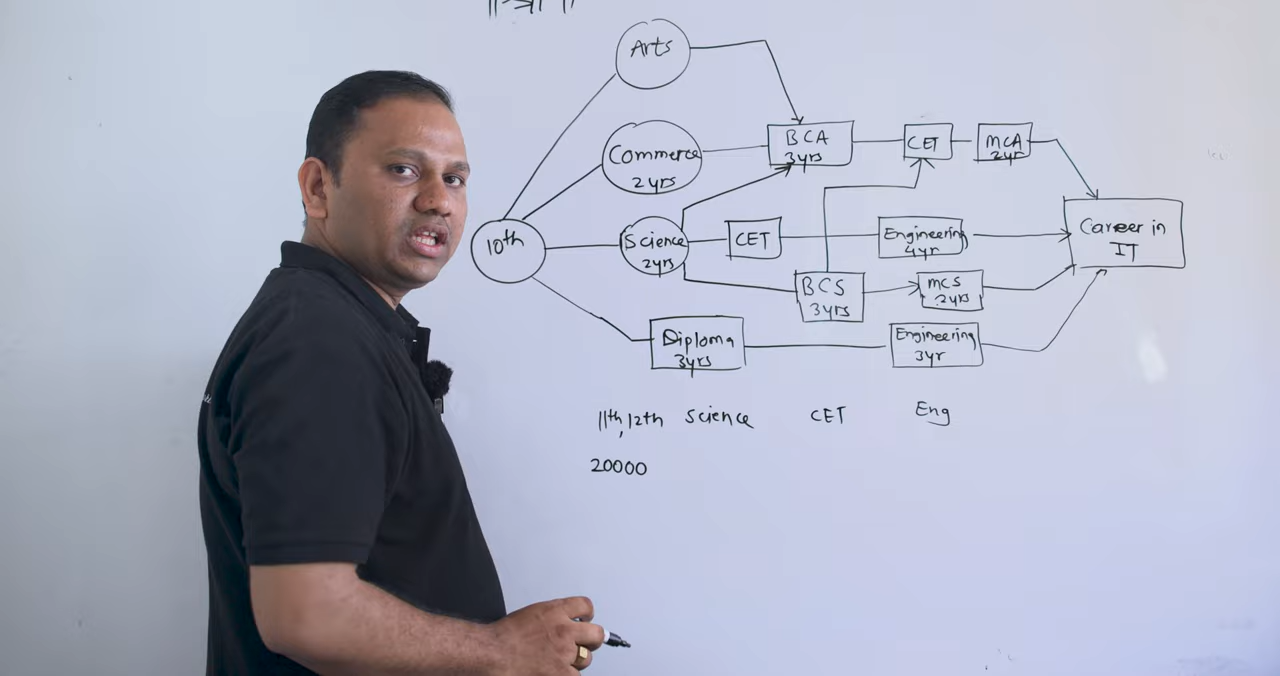 Arts
Commerce
2yrs
BCA
3yrs
CET
MCA
2yr
10th
Science
2yrs
CET
Engineering
4yr
Career in
IT
BCS
3yrs
MCS
2yrs
Diploma
3yrs
Engineering
3yr
11th, 12th Science CET Eng
20000